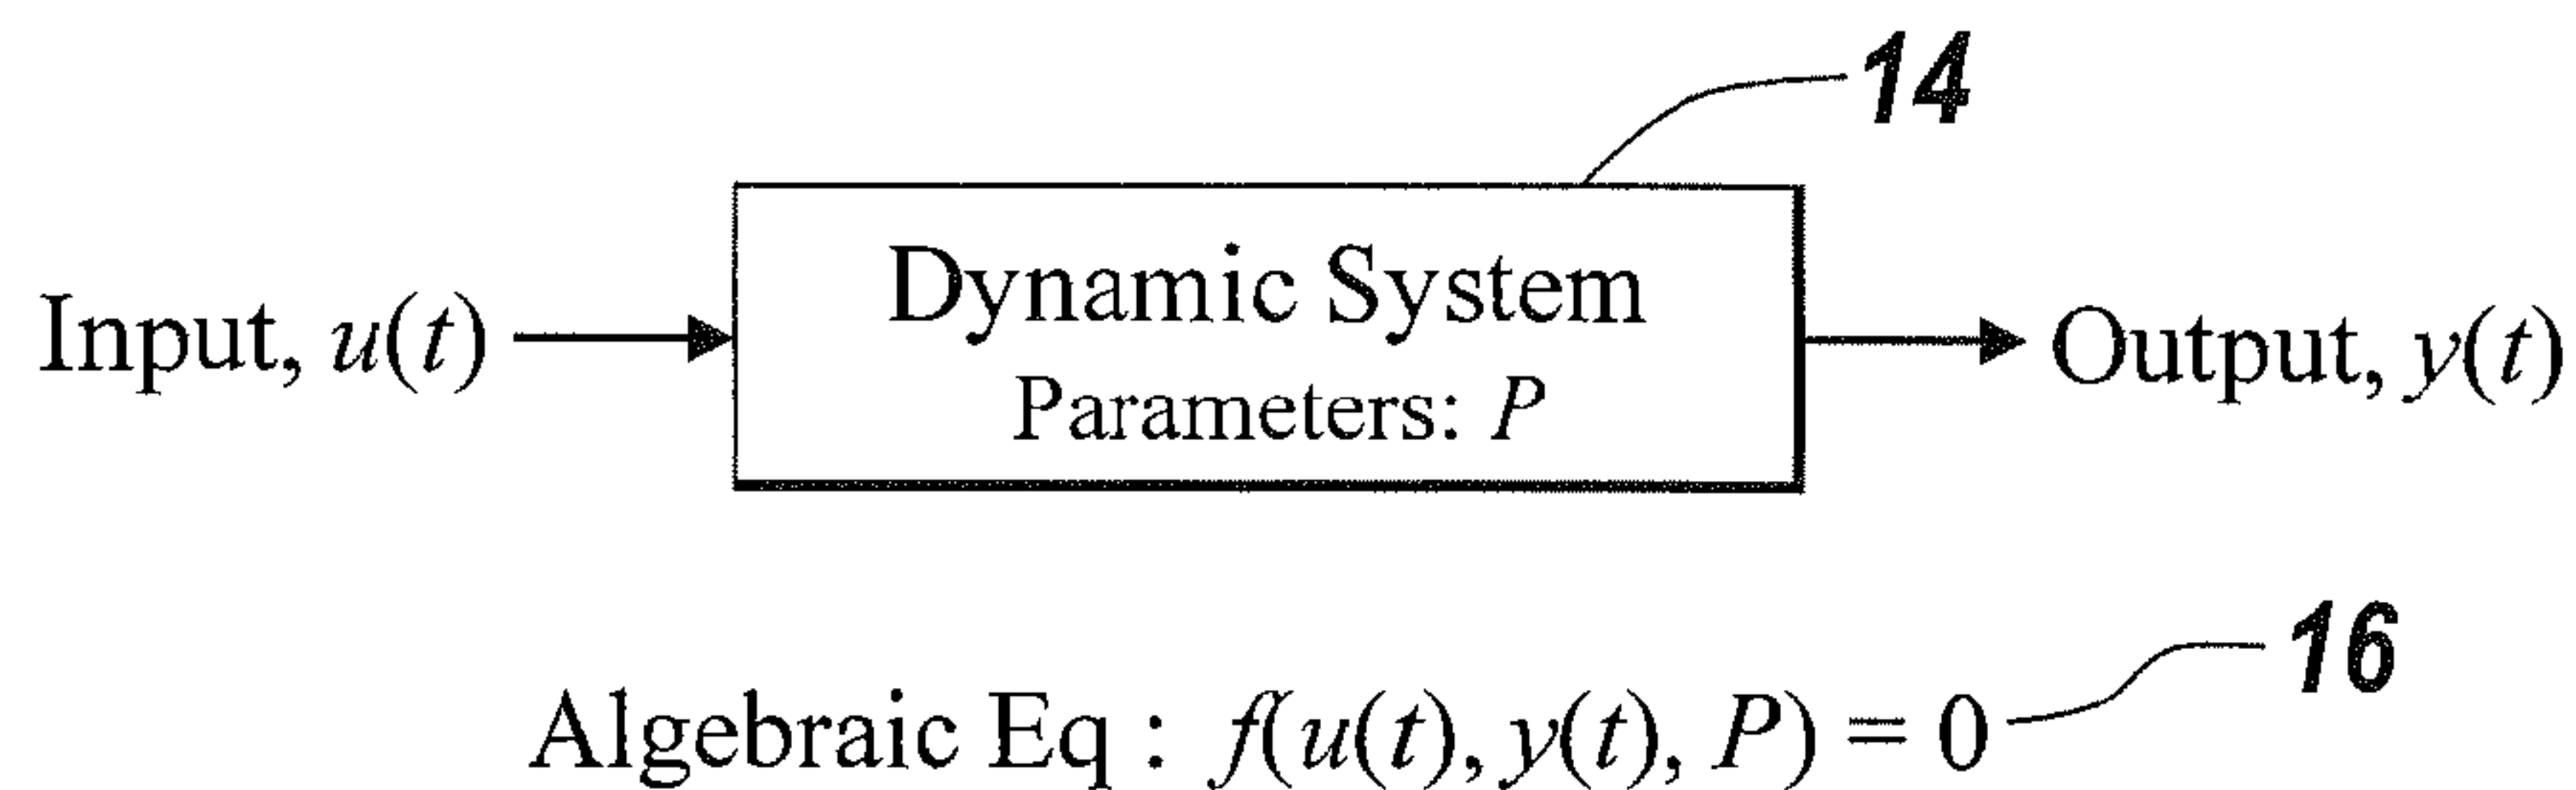 14
Dynamic System
Input, u(t)
Output, y(t)
Parameters: P
16
Algebraic Eq : f(u(t), y(t), P) = 0